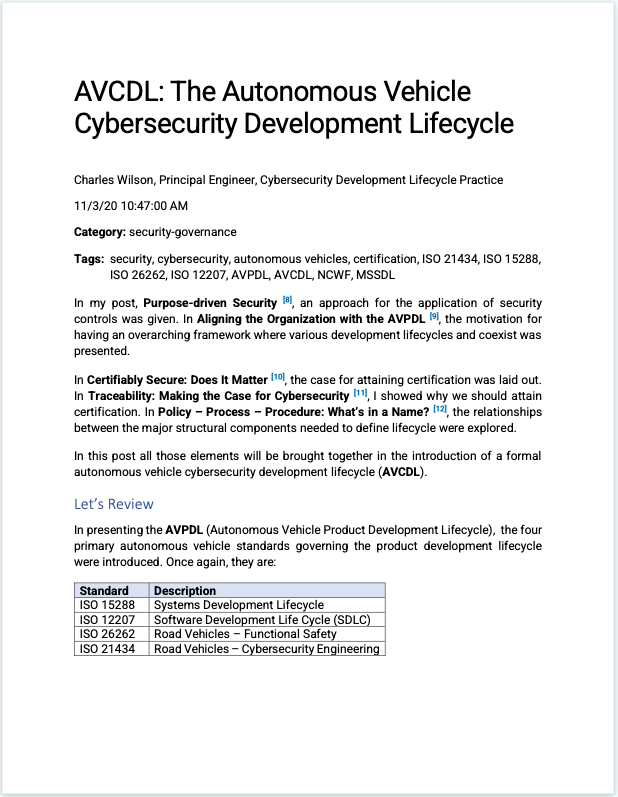 AVCDL: The Autonomous Vehicle
Cybersecurity Development Lifecycle
Charles Wilson, Principal Engineer, Cybersecurity Development Lifecycle Practice
11/3/20 10:47:00 AM
Category: security-governance
Tags: security, cybersecurity, autonomous vehicles, certification, ISO 21434, ISO 15288,
ISO 26262, ISO 12207, AVPDL, AVCDL, NCWF, MSSDL
In my post, Purpose-driven Security [8], an approach for the application of security
controls was given. In Aligning the Organization with the AVPDL [9], the motivation for
having an overarching framework where various development lifecycles and coexist was
presented.
In Certifiably Secure: Does It Matter [10], the case for attaining certification was laid out.
In Traceability: Making the Case for Cybersecurity [11], I showed why we should attain
certification. In Policy – Process – Procedure: What's in a Name? [12], the relationships
between the major structural components needed to define lifecycle were explored.
In this post all those elements will be brought together in the introduction of a formal
autonomous vehicle cybersecurity development lifecycle (AVCDL).
Let's Review
In presenting the AVPDL (Autonomous Vehicle Product Development Lifecycle), the four
primary autonomous vehicle standards governing the product development lifecycle
were introduced. Once again, they are:
Standard Description
ISO 15288 Systems Development Lifecycle
ISO 12207 Software Development Life Cycle (SDLC)
ISO 26262 Road Vehicles – Functional Safety
ISO 21434 Road Vehicles – Cybersecurity Engineering